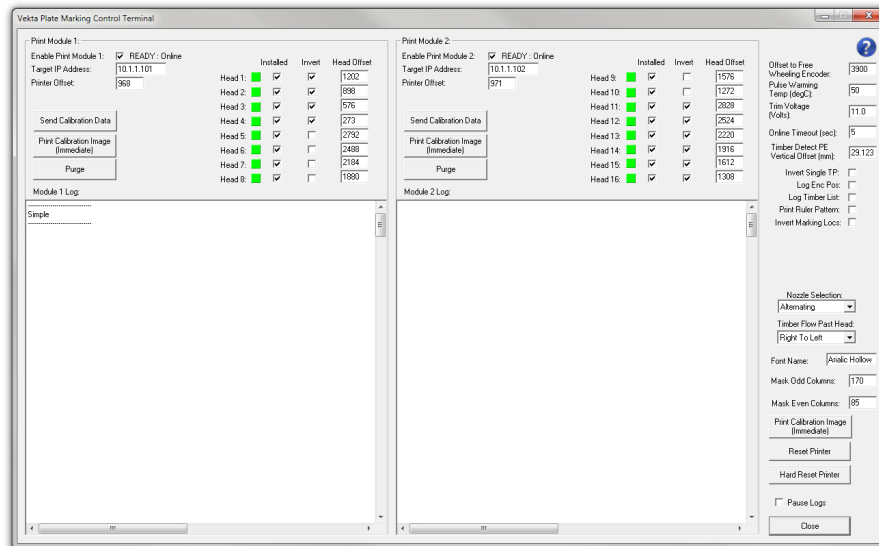 Vekta Plate Marking Control Terminal
Print Module 1:
Enable Print Module 1: READY : Online
Target IP Address: 10.1.1.101
Printer Offset: 968
Installed Invert Head Offset
Head 1: 1202
Head 2: 898
Head 3: 576
Head 4: 273
Head 5: 2792
Head 6: 2488
Head 7: 2184
Head 8: 1880
Send Calibration Data
Print Calibration Image
(Immediate)
Purge
Module 1 Log:
------------------------------
Simple
------------------------------
Print Module 2:
Enable Print Module 2: READY : Online
Target IP Address: 10.1.1.102
Printer Offset: 971
Installed Invert Head Offset
Head 9: 1576
Head 10: 1272
Head 11: 2828
Head 12: 2524
Head 13: 2220
Head 14: 1916
Head 15: 1612
Head 16: 1308
Send Calibration Data
Print Calibration Image
(Immediate)
Purge
Module 2 Log:
?
Offset to Free
Wheeling Encoder: 3900
Pulse Warming
Temp (degC): 50
Trim Voltage
(Volts): 11.0
Online Timeout (sec): 5
Timber Detect PE
Vertical Offset (mm): 29.123
Invert Single TP:
Log Enc Pos:
Log Timber List:
Print Ruler Pattern:
Invert Marking Locs:
Nozzle Selection:
Alternating
Timber Flow Past Head:
Right To Left
Font Name: Arialic Hollow
Mask Odd Columns: 170
Mask Even Columns: 85
Print Calibration Image
(Immediate)
Reset Printer
Hard Reset Printer
Pause Logs
Close